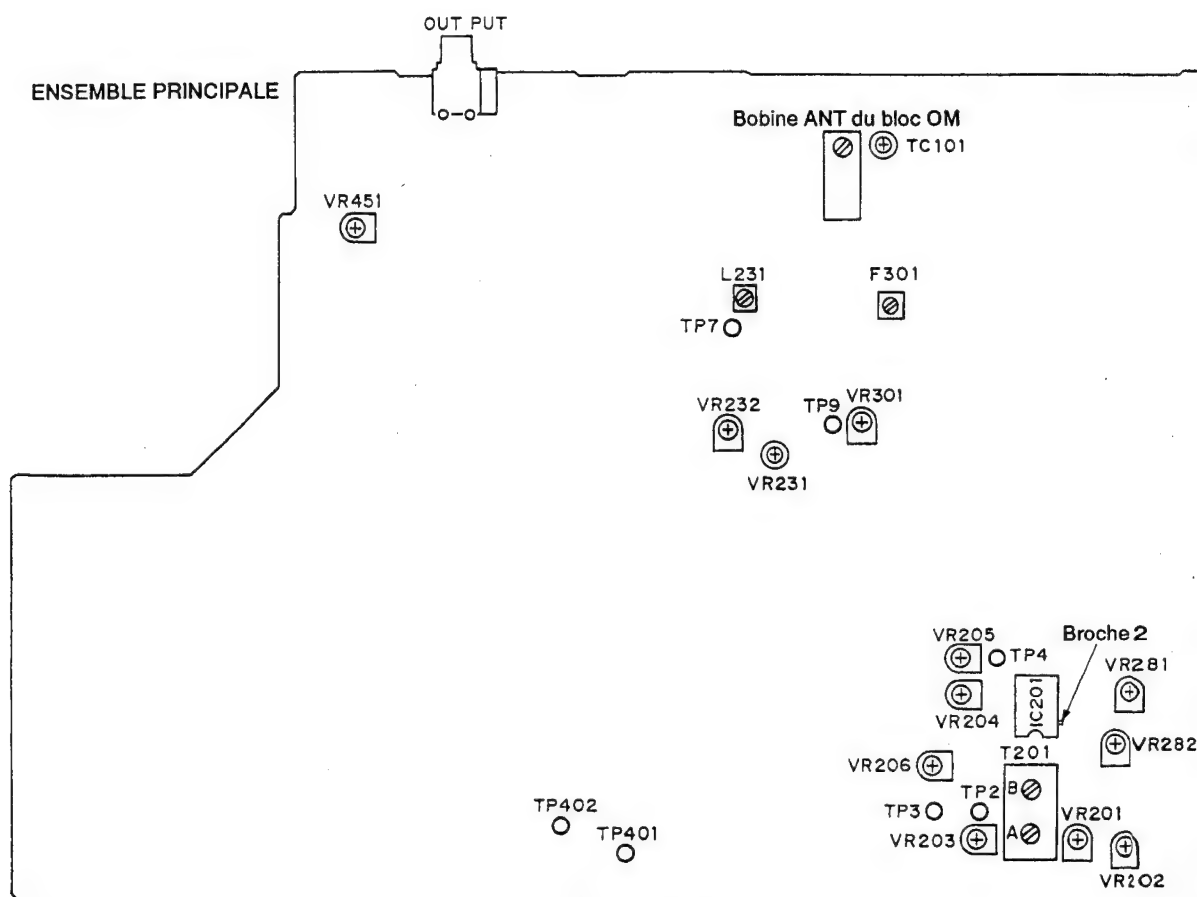 OUT PUT
ENSEMBLE PRINCIPALE
Bobine ANT du bloc OM
TC101
VR451
L231
F301
TP7
VR232
TP9
VR301
VR231
VR205
TP4
Broche 2
VR281
VR204
IC201
VR282
VR206
T201
B
TP402
TP3
TP2
VR201
TP401
VR203
A
VR202